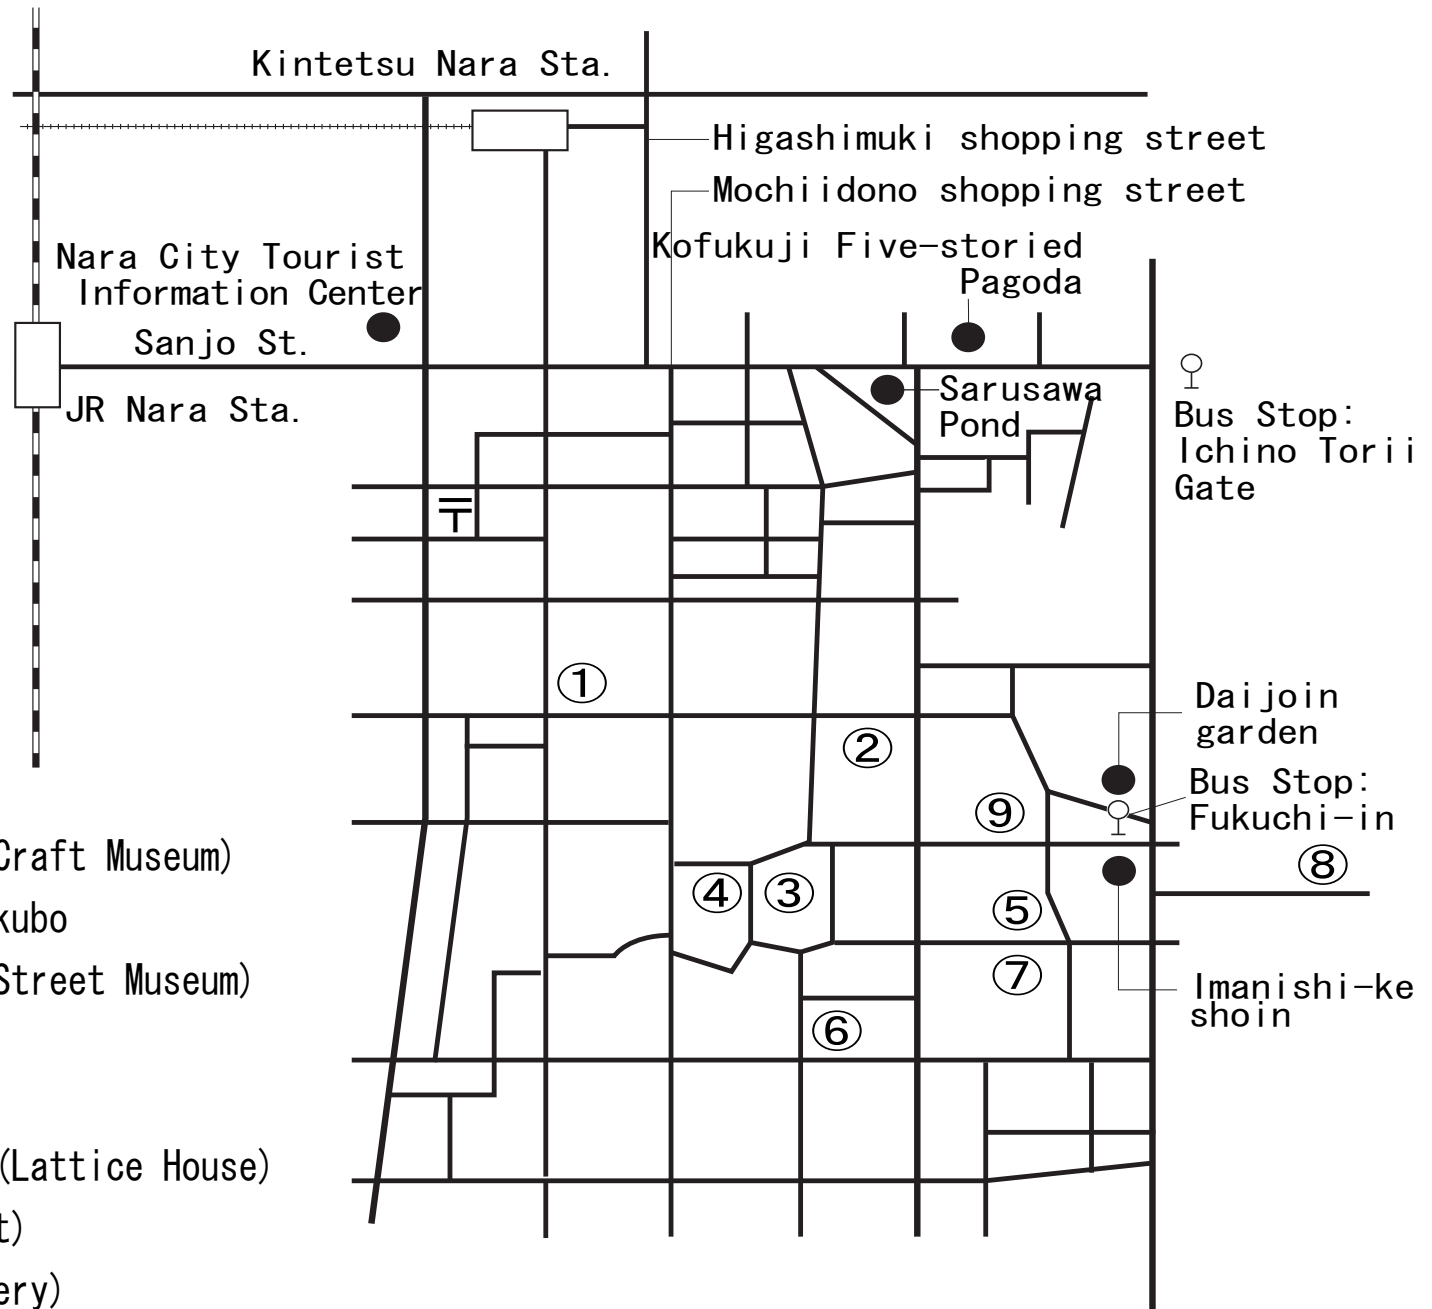 Kintetsu Nara Sta.
Higashimuki shopping street
Mochiidono shopping street
Kofukuji Five-storied
Pagoda
Nara City Tourist
Information Center
Sanjo St.
JR Nara Sta.
Sarusawa
Pond
Bus Stop:
Ichino Torii
Gate
〒
①
②
Daijoin
garden
Bus Stop:
Fukuchi-in
⑨
⑧
④
③
⑤
⑦
Imanishi-ke
shoin
⑥
Craft Museum)
kubo
Street Museum)
(Lattice House)
t)
ery)